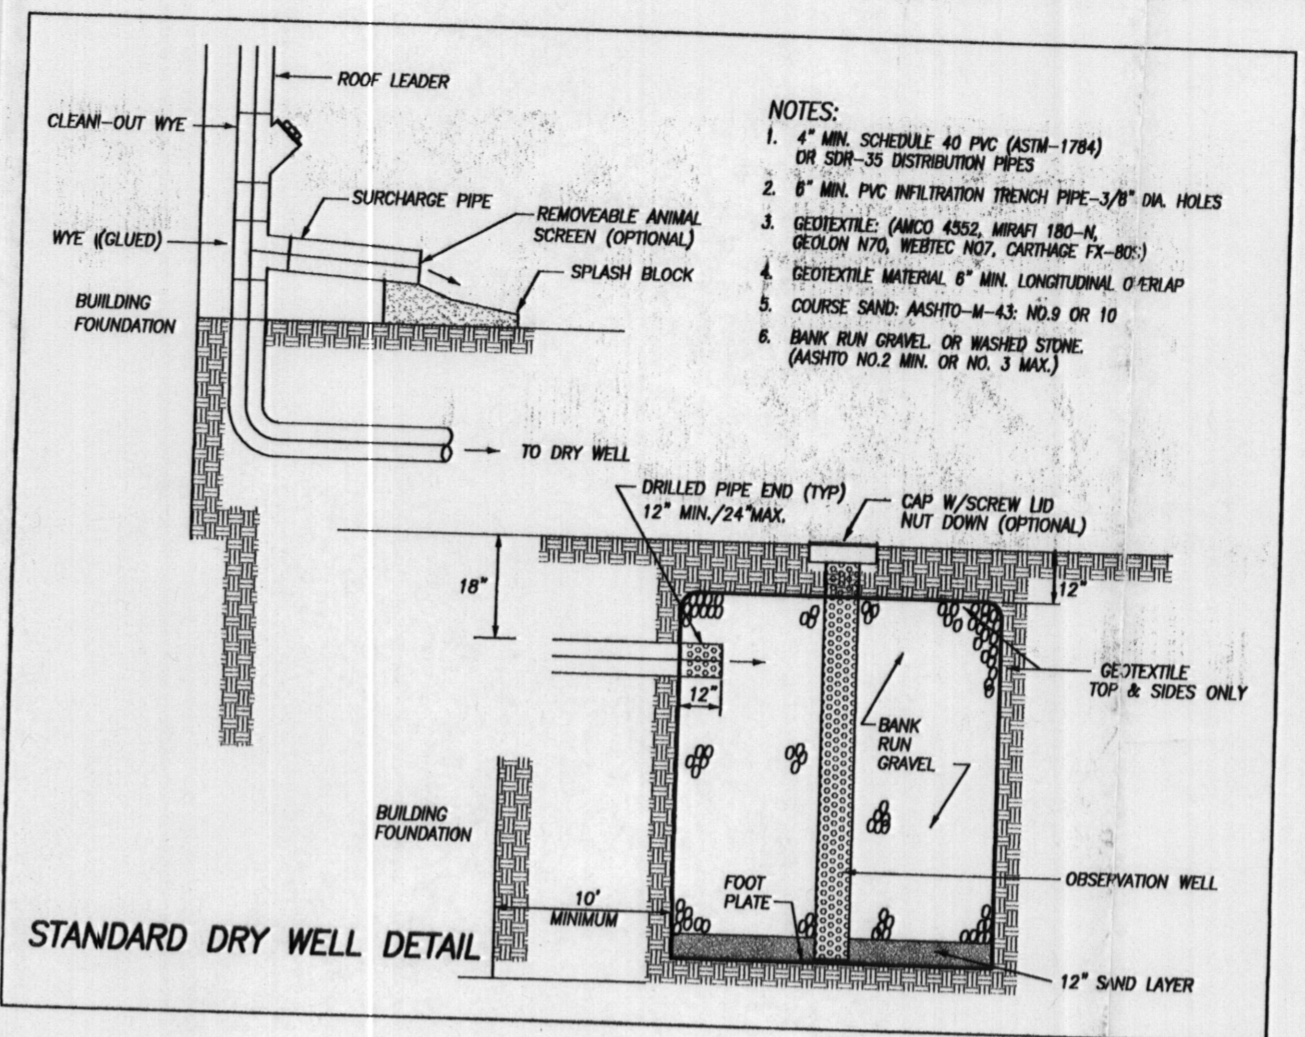 ROOF LEADER
CLEAN-OUT WYE
SURCHARGE PIPE
REMOVEABLE ANIMAL
SCREEN (OPTIONAL)
WYE (GLUED)
SPLASH BLOCK
BUILDING
FOUNDATION
TO DRY WELL
NOTES:
1. 4" MIN. SCHEDULE 40 PVC (ASTM-1784)
OR SDR-35 DISTRIBUTION PIPES
2. 6" MIN. PVC INFILTRATION TRENCH PIPE-3/8" DIA. HOLES
3. GEOTEXTILE: (AMCO 4552, MIRAFI 180-N,
GEOLON N70, WEBTEC NO7, CARTHAGE FX-80S)
4. GEOTEXTILE MATERIAL 6" MIN. LONGITUDINAL OVERLAP
5. COURSE SAND: AASHTO-M-43: NO.9 OR 10
6. BANK RUN GRAVEL OR WASHED STONE.
(AASHTO NO.2 MIN. OR NO. 3 MAX.)
DRILLED PIPE END (TYP)
12" MIN./24"MAX.
CAP W/SCREW LID
NUT DOWN (OPTIONAL)
18"
12"
12"
GEOTEXTILE
TOP & SIDES ONLY
BANK
RUN
GRAVEL
BUILDING
FOUNDATION
10'
MINIMUM
FOOT
PLATE
OBSERVATION WELL
12" SAND LAYER
STANDARD DRY WELL DETAIL